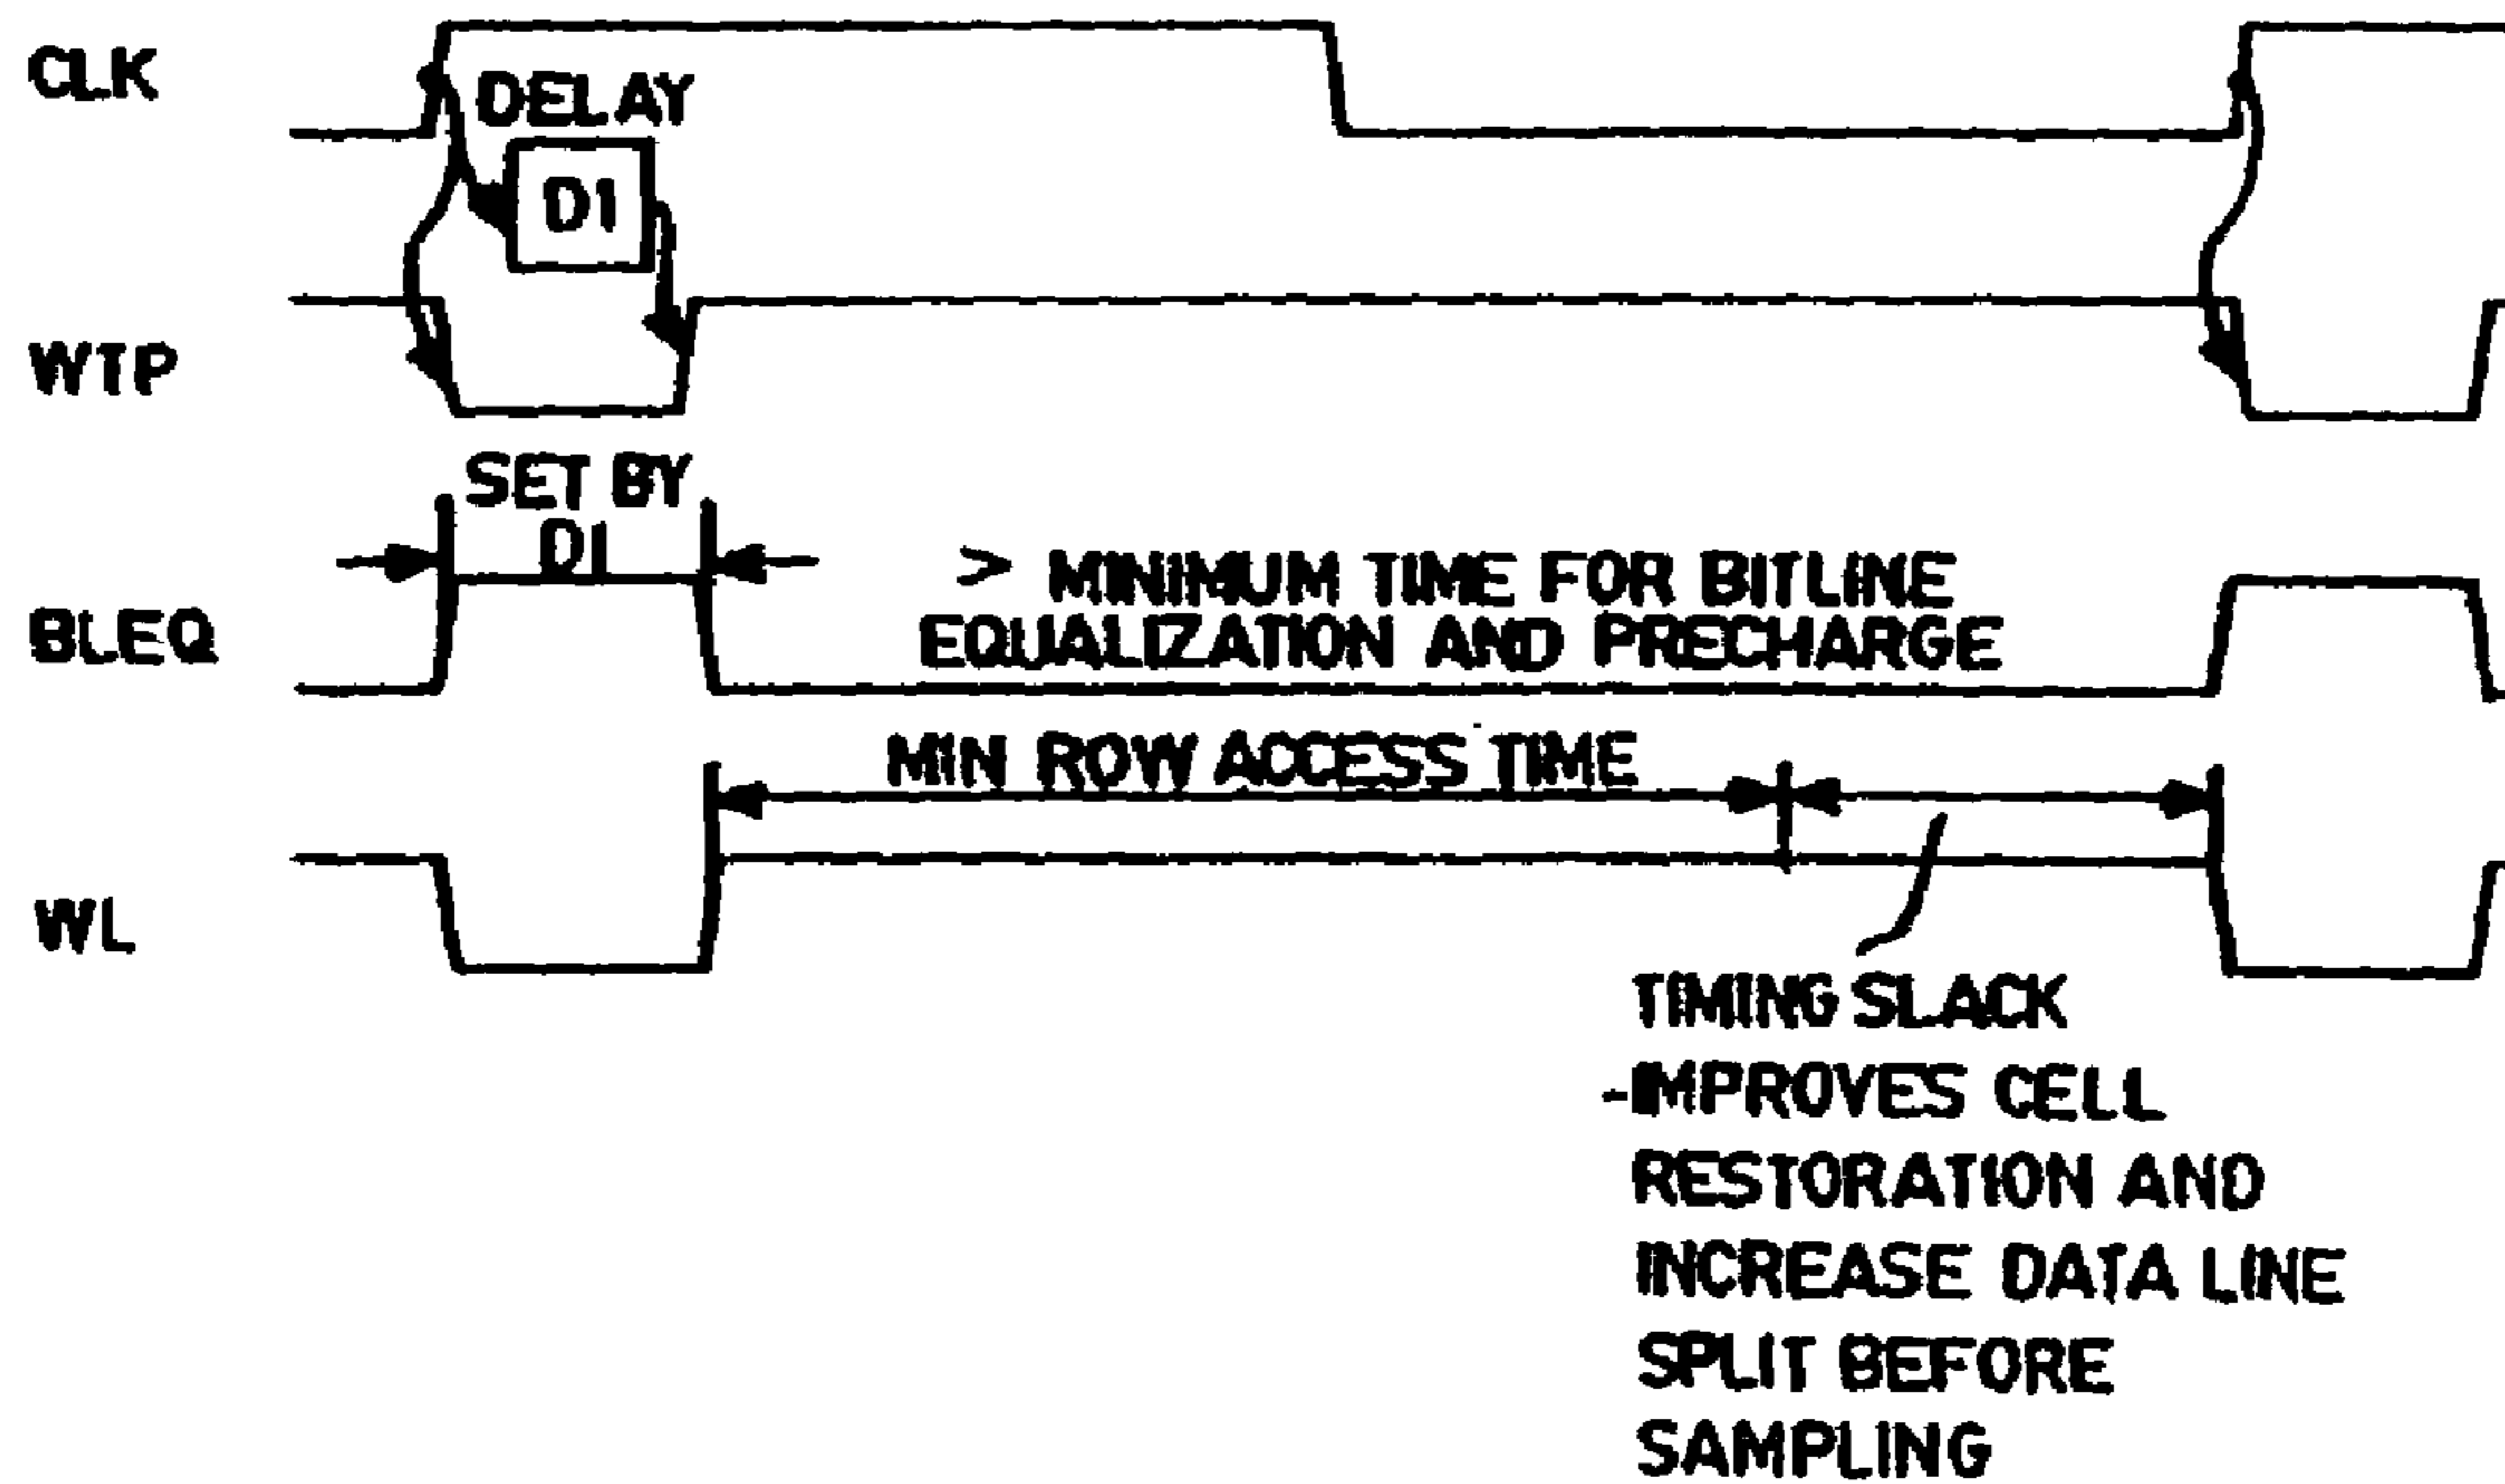 CLK
DELAY
D1
WTP
SET BY
D1
> MINIMUM TIME FOR BITLINE
EQUALIZATION AND PRECHARGE
BLEQ
MIN ROW ACCESS TIME
WL
TIMING SLACK
-IMPROVES CELL
RESTORATION AND
INCREASE DATA LINE
SPLIT BEFORE
SAMPLING